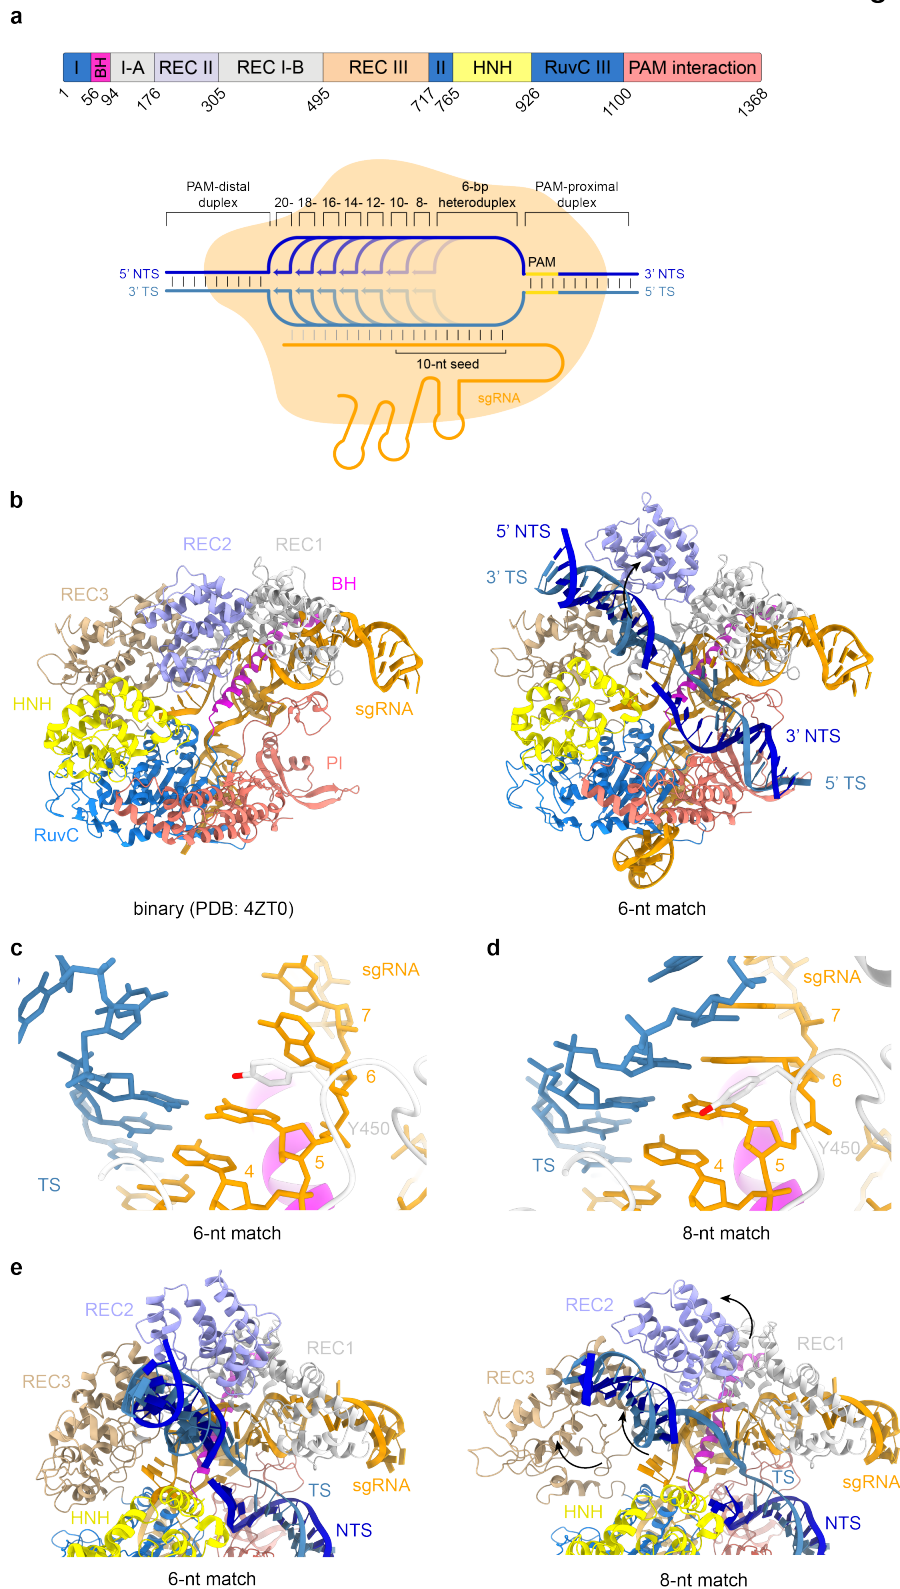 g
a
I BH I-A REC II REC I-B REC III II HNH RuvC III PAM interaction
1 56 94 176 305 495 717 765 926 1100 1368
PAM-distal duplex
20- 18- 16- 14- 12- 10- 8-
6-bp heteroduplex
PAM-proximal duplex
PAM
5’ NTS 3’ NTS
3’ TS 5’ TS
10-nt seed
sgRNA
b
REC2 REC1
REC3
BH
HNH
sgRNA
PI
RuvC
binary (PDB: 4ZT0)
5’ NTS
3’ TS
3’ NTS
5’ TS
6-nt match
c
sgRNA
7
6
Y450
4 5
TS
6-nt match
d
sgRNA
7
6
Y450
4 5
TS
8-nt match
e
REC2
REC1
REC3
sgRNA
TS
HNH
NTS
6-nt match
REC2
REC1
REC3
TS
sgRNA
HNH
NTS
8-nt match